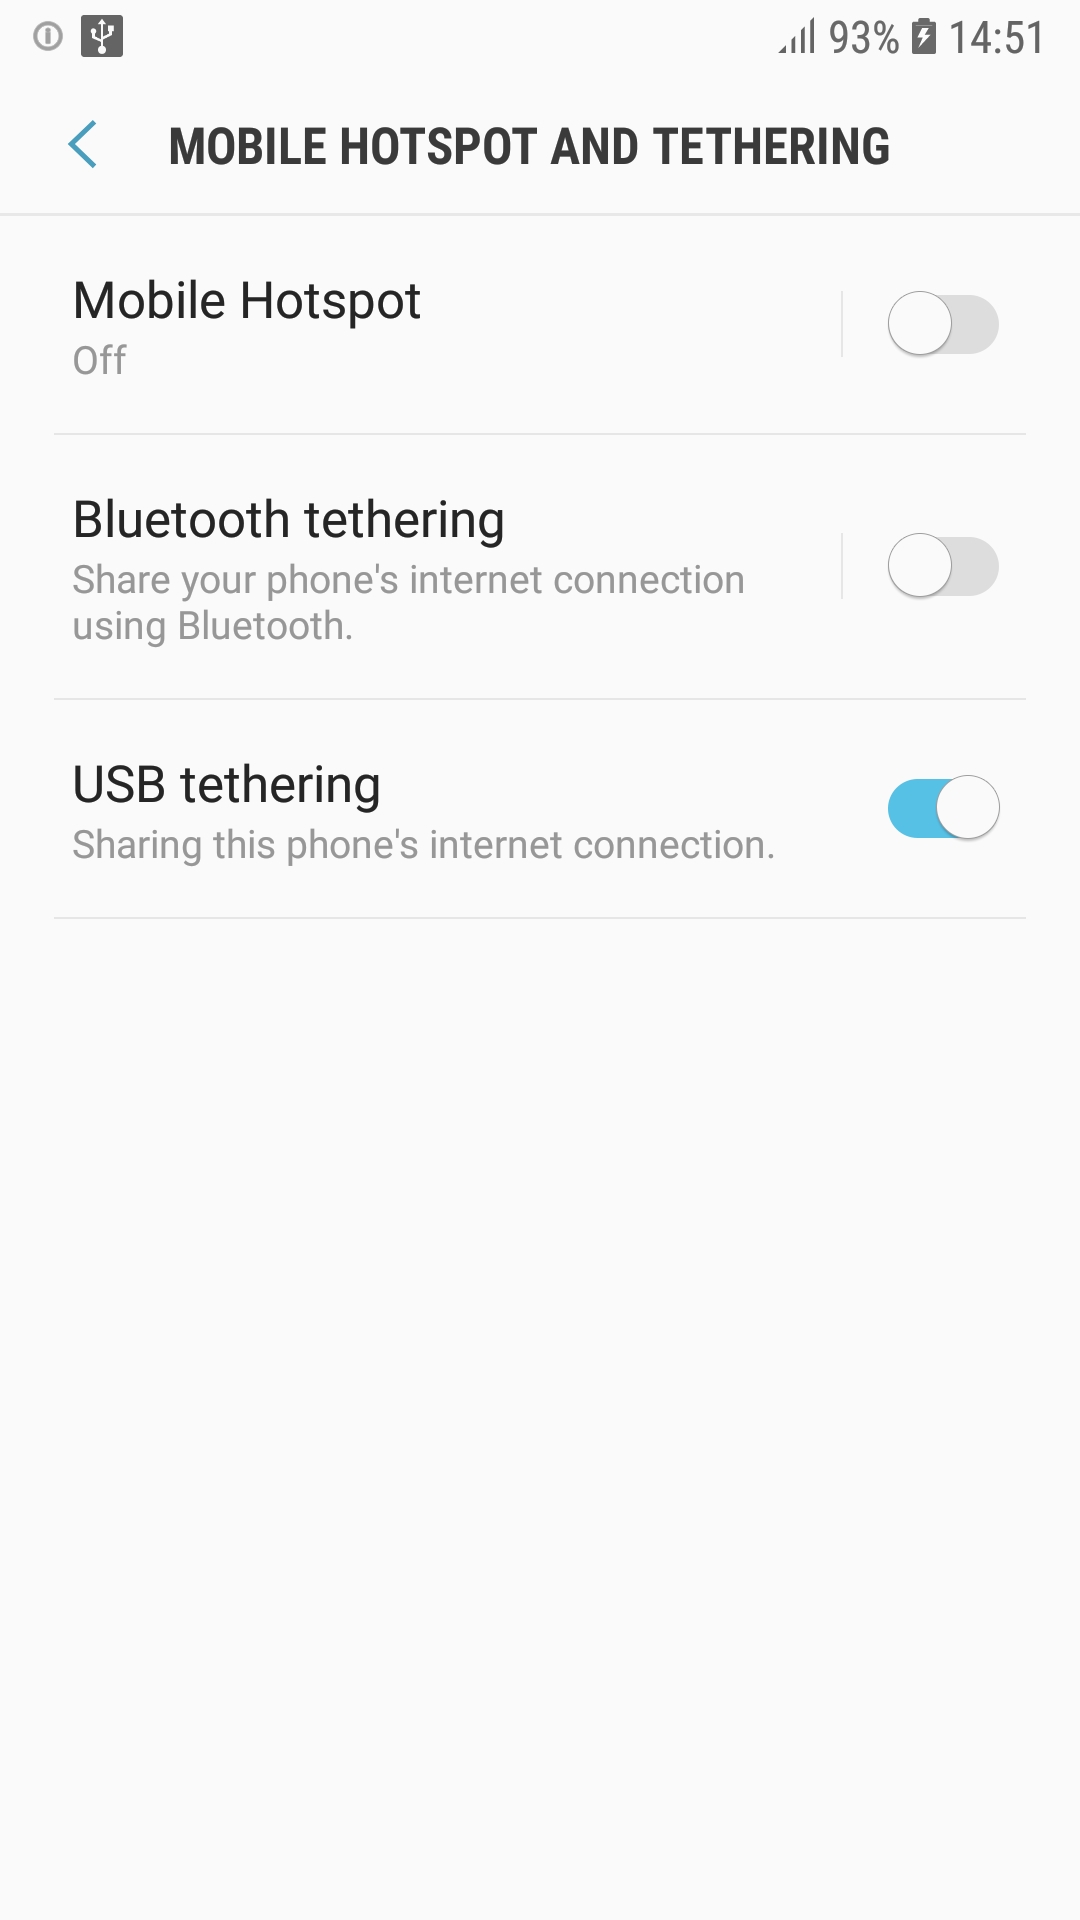 93% 14:51
MOBILE HOTSPOT AND TETHERING
Mobile Hotspot
Off
Bluetooth tethering
Share your phone's internet connection
using Bluetooth.
USB tethering
Sharing this phone's internet connection.